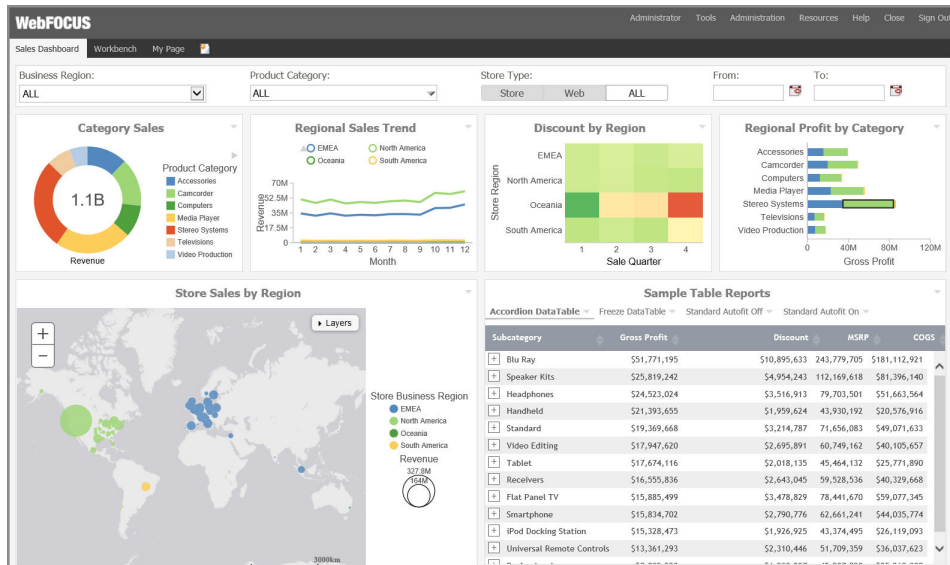 WebFOCUS
Administrator Tools Administration Resources Help Close Sign Out
Sales Dashboard Workbench My Page
Business Region: Product Category: Store Type: From: To:
ALL ALL Store Web ALL
Category Sales
Product Category
Accessories
Camcorder
Computers
Media Player
Stereo Systems
Televisions
Video Production
1.1B
Revenue
Regional Sales Trend
EMEA North America
Oceania South America
Revenue
70M
52.5M
35M
17.5M
0
1 2 3 4 5 6 7 8 9 10 11 12
Month
Discount by Region
Store Region
EMEA
North America
Oceania
South America
1 2 3 4
Sale Quarter
Regional Profit by Category
Accessories
Camcorder
Computers
Media Player
Stereo Systems
Televisions
Video Production
0 40M 80M 120M
Gross Profit
Store Sales by Region
+
−
Layers
3000km
Store Business Region
EMEA
North America
Oceania
South America
Revenue
327.8M
164M
Sample Table Reports
Accordion DataTable Freeze DataTable Standard Autofit Off Standard Autofit On
Subcategory Gross Profit Discount MSRP COGS
+ Blu Ray $51,771,195 $10,895,633 243,779,705 $181,112,921
+ Speaker Kits $25,819,242 $4,954,243 112,169,618 $81,396,140
+ Headphones $24,523,024 $3,516,913 79,703,501 $51,663,564
+ Handheld $21,393,655 $1,959,624 43,930,192 $20,576,916
+ Standard $19,369,668 $3,214,787 71,656,083 $49,071,633
+ Video Editing $17,947,620 $2,695,891 60,749,162 $40,105,657
+ Tablet $17,674,116 $2,018,135 45,464,132 $25,771,890
+ Receivers $16,555,836 $2,643,045 59,528,536 $40,329,668
+ Flat Panel TV $15,885,499 $3,478,829 78,441,670 $59,077,345
+ Smartphone $15,834,702 $2,790,776 62,661,241 $44,035,774
+ iPod Docking Station $15,328,473 $1,926,925 43,374,495 $26,119,093
+ Universal Remote Controls $13,361,293 $2,310,446 51,709,359 $36,037,623